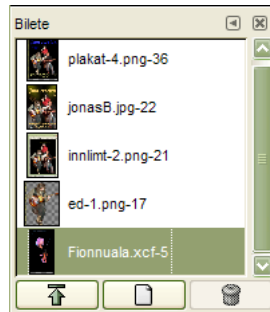 Bilete
plakat-4.png-36
jonasB.jpg-22
innlimt-2.png-21
ed-1.png-17
Fionnuala.xcf-5